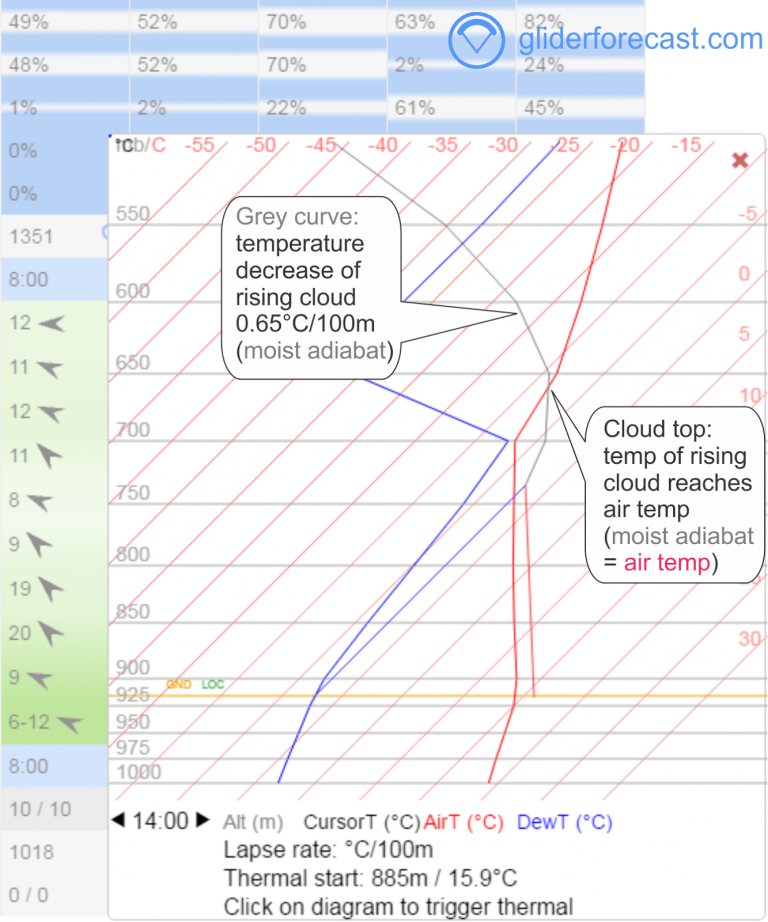 49% 52% 70% 63% 82%
gliderforecast.com
48% 52% 70% 2% 24%
1% 2% 22% 61% 45%
0%
°C mb/C -55 -50 -45 -40 -35 -30 -25 -20 -15
0%
550
-5
1351
Grey curve:
temperature
decrease of
rising cloud
0.65°C/100m
(moist adiabat)
0
8:00
600
12
5
11
650
10
12
Cloud top:
temp of rising
cloud reaches
air temp
(moist adiabat
= air temp)
11
700
8
750
9
800
19
850
20
30
9
900
GND LOC
925
6-12
950
975
8:00
1000
10 / 10
14:00 Alt (m) CursorT (°C) AirT (°C) DewT (°C)
1018
Lapse rate: °C/100m
Thermal start: 885m / 15.9°C
0 / 0
Click on diagram to trigger thermal